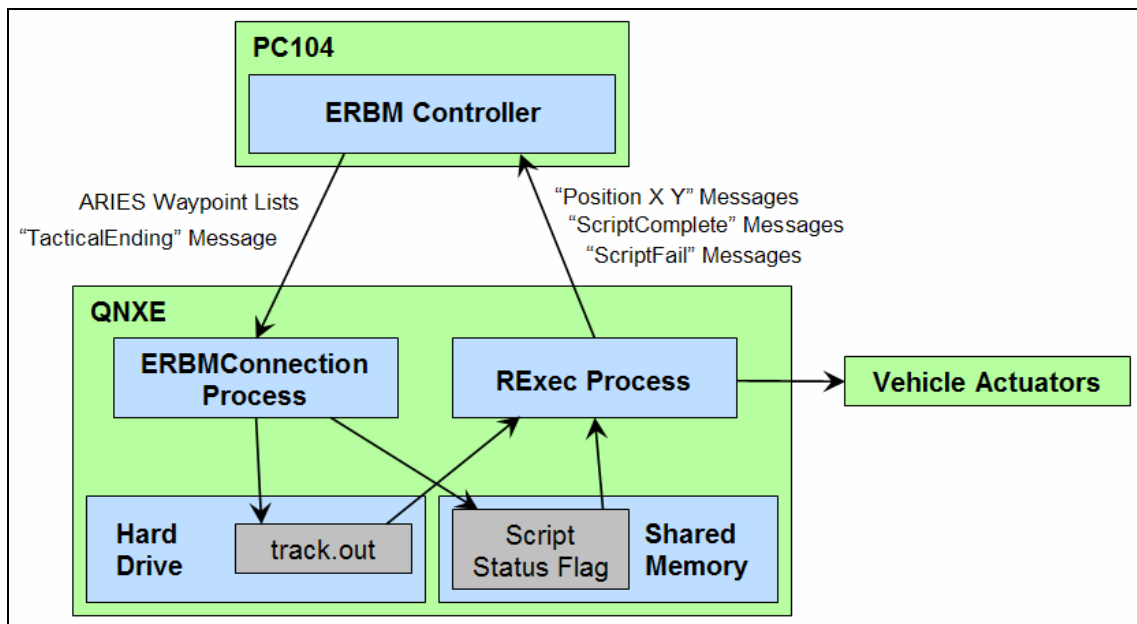 PC104
ERBM Controller
ARIES Waypoint Lists
“TacticalEnding” Message
“Position X Y” Messages
“ScriptComplete” Messages
“ScriptFail” Messages
QNXE
ERBMConnection
Process
RExec Process
Vehicle Actuators
Hard
Drive
track.out
Script
Status Flag
Shared
Memory